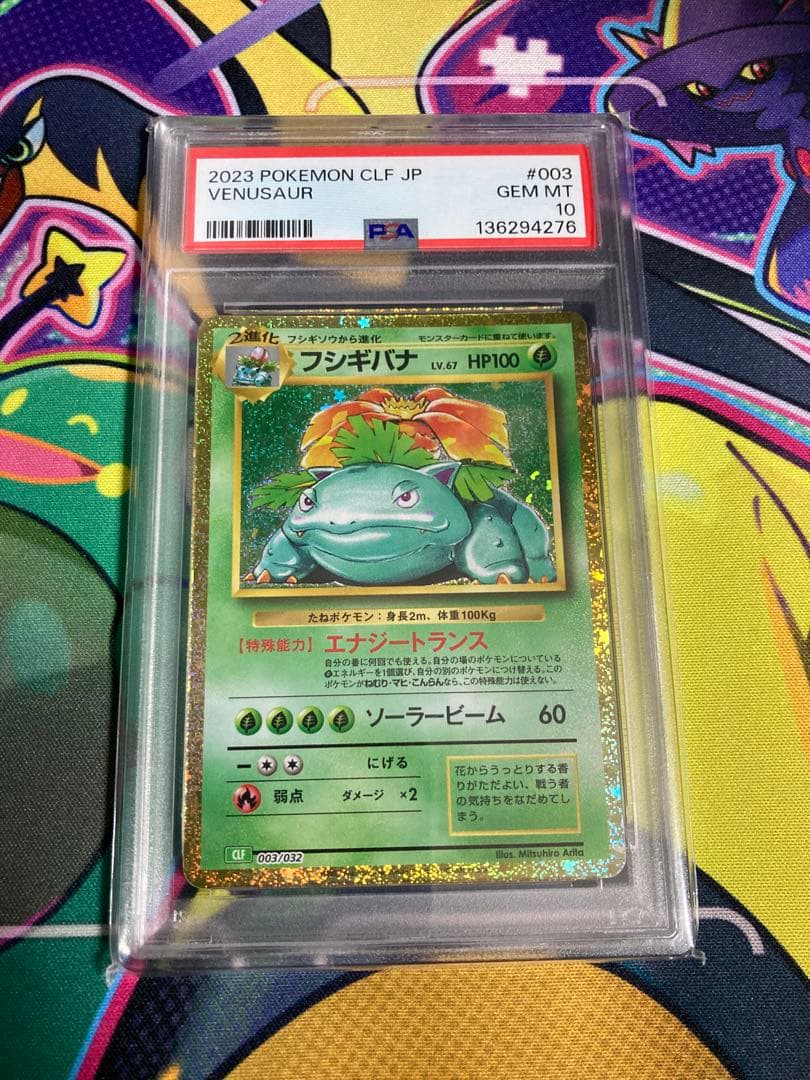 2023 POKEMON CLF JP #003
VENUSAUR GEM MT
10
PSA 136294276
2進化 フシギソウから進化 モンスターカードに重ねて使います。
フシギバナ LV.67 HP100
たねポケモン：身長2m、体重100Kg
【特殊能力】エナジートランス
自分の番に何回でも使える。自分の場のポケモンについている
エネルギーを1個選び、自分の別のポケモンにつけ替える。この
ポケモンがねむり・マヒ・こんらんなら、この特殊能力は使えない。
ソーラービーム 60
にげる
弱点 ダメージ ×2
花からうっとりする香
りがただよい、戦う者
の気持ちをなだめてし
まう。
CLF 003/032
Illus. Mitsuhiro Arita